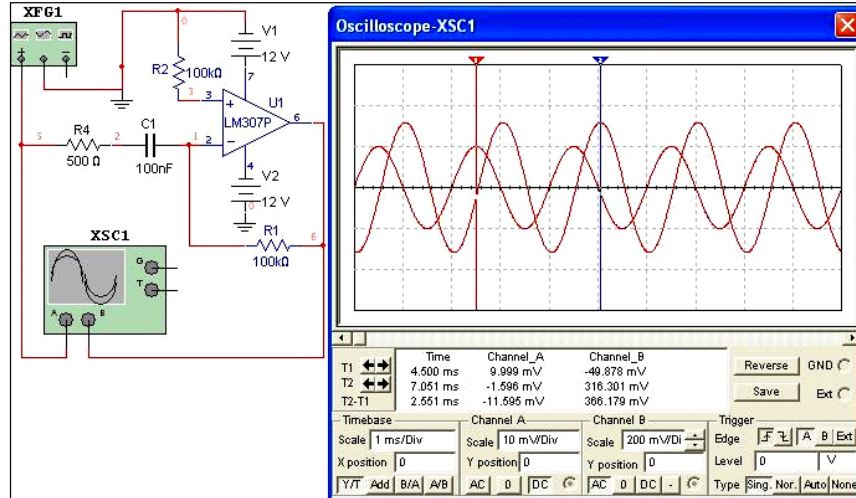 XFG1
0
V1
12 V
R2
100kΩ
7
3
3
U1
LM307P
6
5
R4
500 Ω
2
C1
100nF
1
2
4
V2
12 V
0
R1
100kΩ
6
XSC1
G
T
A
B
Oscilloscope-XSC1
1
2
Time Channel_A Channel_B
T1 4.500 ms 9.999 mV -49.878 mV
T2 7.051 ms -1.596 mV 316.301 mV
T2-T1 2.551 ms -11.595 mV 366.179 mV
Reverse
Save
GND
Ext
Timebase
Scale 1 ms/Div
X position 0
Y/T Add B/A A/B
Channel A
Scale 10 mV/Div
Y position 0
AC 0 DC
Channel B
Scale 200 mV/Di
Y position 0
AC 0 DC -
Trigger
Edge A B Ext
Level 0 V
Type Sing. Nor. Auto None